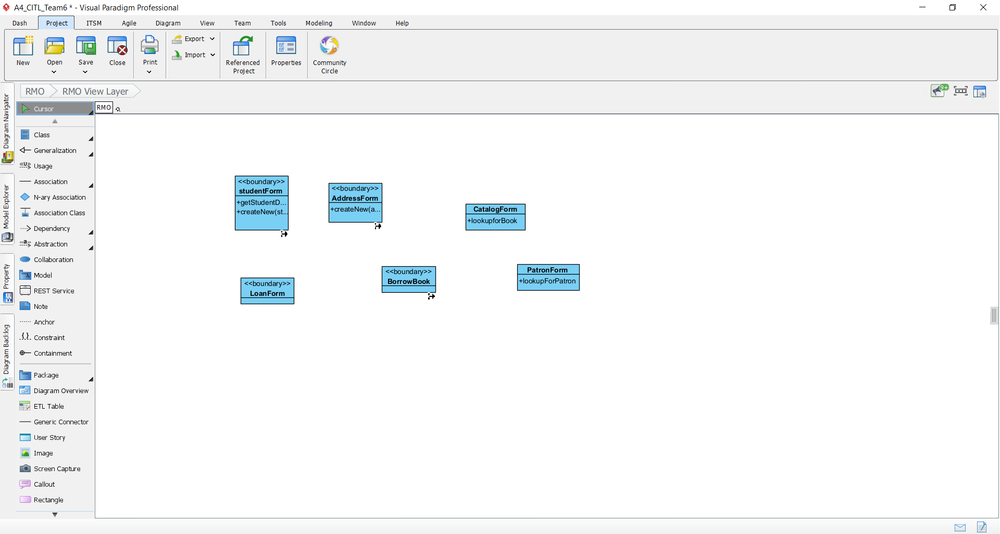 A4_CITL_Team6 * - Visual Paradigm Professional
Dash Project ITSM Agile Diagram View Team Tools Modeling Window Help
New Open Save Close Print Export Import Referenced Project Properties Community Circle
RMO RMO View Layer
9+
Diagram Navigator
Model Explorer
Property
Diagram Backlog
Cursor
RMO
Class
Generalization
<<U>> Usage
Association
N-ary Association
Association Class
Dependency
<<a>> Abstraction
Collaboration
Model
REST Service
Note
Anchor
{} Constraint
Containment
Package
Diagram Overview
ETL Table
Generic Connector
User Story
Image
Screen Capture
Callout
Rectangle
<<boundary>>
studentForm
+getStudentD...
+createNew(st...
<<boundary>>
AddressForm
+createNew(a...
CatalogForm
+lookupforBook
<<boundary>>
LoanForm
<<boundary>>
BorrowBook
PatronForm
+lookupForPatron